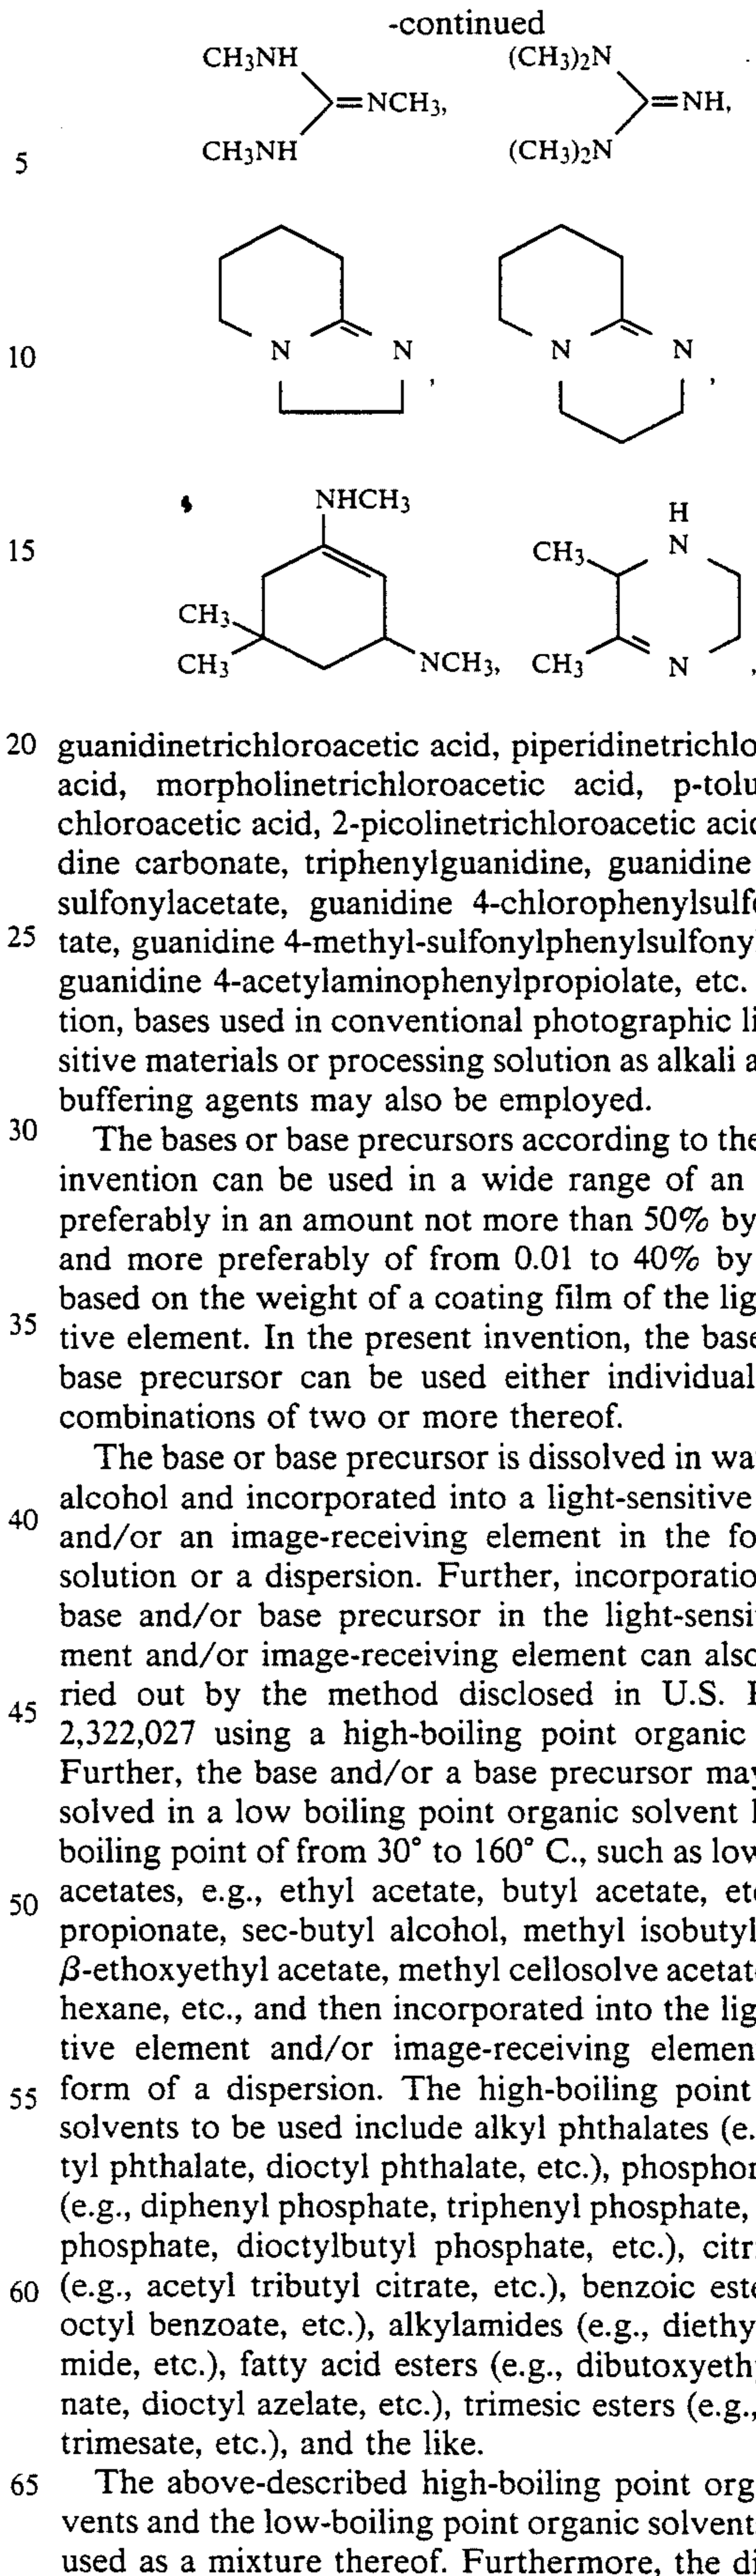 -continued
CH3NH (CH3)2N
=NCH3, =NH,
5 CH3NH (CH3)2N
10 N N , N N ,
NHCH3 H
15 CH3 N
CH3
CH3 NCH3, CH3 N ,
20 guanidinetrichloroacetic acid, piperidinetrichlo
acid, morpholinetrichloroacetic acid, p-tolu
chloroacetic acid, 2-picolinetrichloroacetic acid
dine carbonate, triphenylguanidine, guanidine
sulfonylacetate, guanidine 4-chlorophenylsulfo
25 tate, guanidine 4-methyl-sulfonylphenylsulfonyl
guanidine 4-acetylaminophenylpropiolate, etc.
tion, bases used in conventional photographic li
sitive materials or processing solution as alkali a
buffering agents may also be employed.
30 The bases or base precursors according to the
invention can be used in a wide range of an
preferably in an amount not more than 50% by
and more preferably of from 0.01 to 40% by
based on the weight of a coating film of the lig
35 tive element. In the present invention, the base
base precursor can be used either individual
combinations of two or more thereof.
The base or base precursor is dissolved in wa
alcohol and incorporated into a light-sensitive
40 and/or an image-receiving element in the fo
solution or a dispersion. Further, incorporatio
base and/or base precursor in the light-sensi
ment and/or image-receiving element can also
ried out by the method disclosed in U.S. P
45 2,322,027 using a high-boiling point organic
Further, the base and/or a base precursor may
solved in a low boiling point organic solvent h
boiling point of from 30° to 160° C., such as low
50 acetates, e.g., ethyl acetate, butyl acetate, etc
propionate, sec-butyl alcohol, methyl isobutyl
β-ethoxyethyl acetate, methyl cellosolve acetate
hexane, etc., and then incorporated into the lig
tive element and/or image-receiving elemen
55 form of a dispersion. The high-boiling point
solvents to be used include alkyl phthalates (e.
tyl phthalate, dioctyl phthalate, etc.), phosphor
(e.g., diphenyl phosphate, triphenyl phosphate,
phosphate, dioctylbutyl phosphate, etc.), citri
60 (e.g., acetyl tributyl citrate, etc.), benzoic este
octyl benzoate, etc.), alkylamides (e.g., diethy
mide, etc.), fatty acid esters (e.g., dibutoxyethy
nate, dioctyl azelate, etc.), trimesic esters (e.g.,
trimesate, etc.), and the like.
65 The above-described high-boiling point org
vents and the low-boiling point organic solvent
used as a mixture thereof. Furthermore, the di